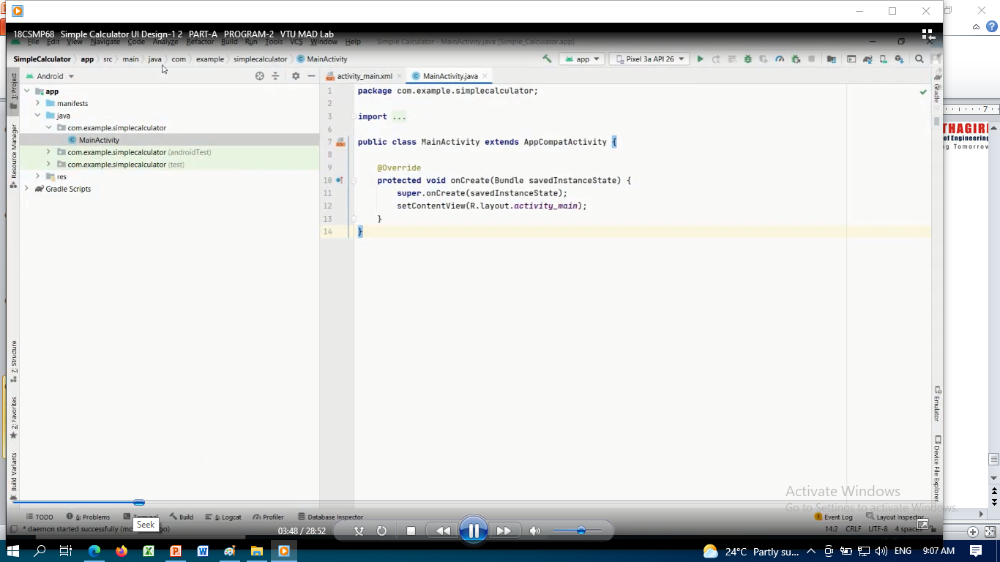 18CSMP68 Simple Calculator UI Design-1 2 PART-A PROGRAM-2 VTU MAD Lab
File Edit View Navigate Code Analyze Refactor Build Run Tools VCS Window Help Simple Calculator - MainActivity.java [Simple_Calculator.app]
SimpleCalculator app src main java com example simplecalculator MainActivity app Pixel 3a API 26
1: Project
Android
activity_main.xml MainActivity.java
Gradle
app
manifests
java
com.example.simplecalculator
MainActivity
com.example.simplecalculator (androidTest)
com.example.simplecalculator (test)
res
Gradle Scripts
Resource Manager
1 package com.example.simplecalculator;
2
3 import ...
6
7 public class MainActivity extends AppCompatActivity {
8
9 @Override
10 protected void onCreate(Bundle savedInstanceState) {
11 super.onCreate(savedInstanceState);
12 setContentView(R.layout.activity_main);
13 }
14 }
7
THAGIRI
of Engineering
ng Tomorrow
Z: Structure
2: Favorites
Build Variants
Emulator
Device File Explorer
Activate Windows
Go to Settings to activate Windows.
TODO 6: Problems Terminal Build 6: Logcat Profiler Database Inspector 1 Event Log Layout Inspector
* daemon started successfully (mo go)
Seek
03:48 / 28:52
14:2 CRLF UTF-8 4 spaces
24°C Partly su... ENG 9:07 AM